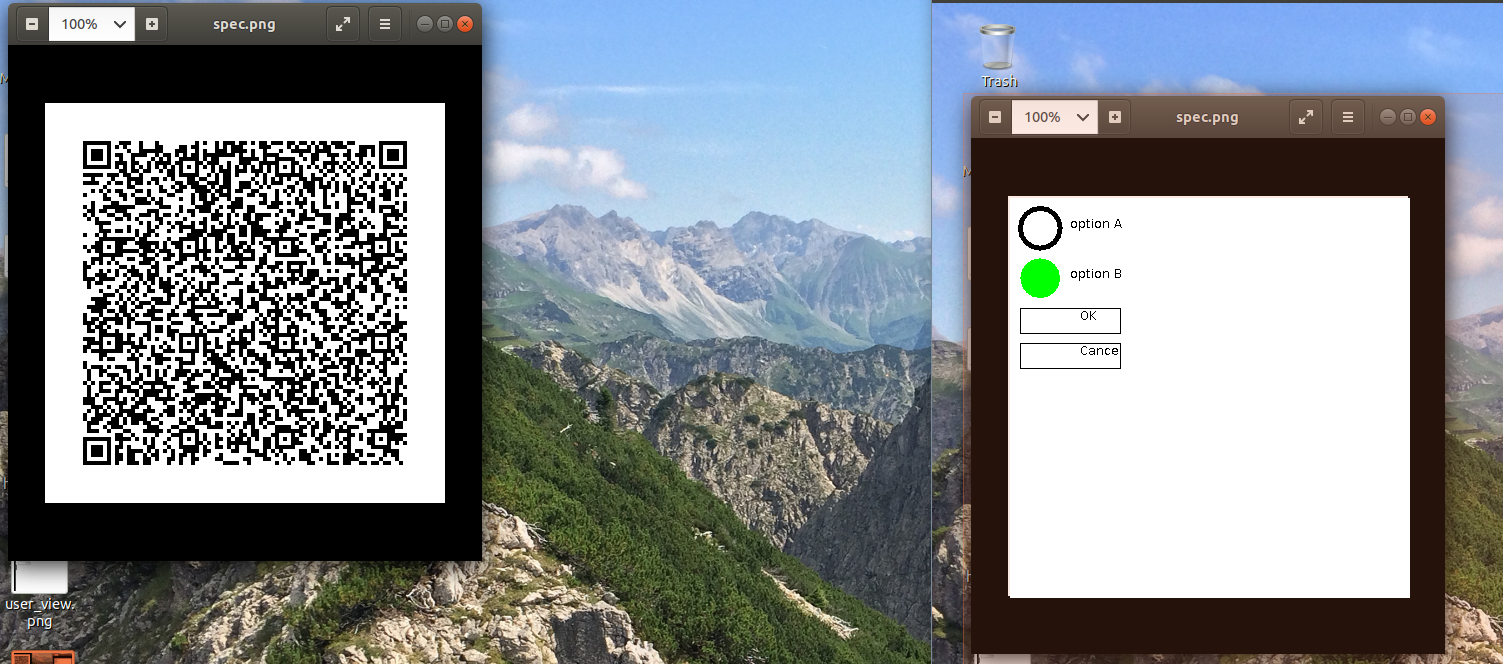 100%
spec.png
user_view.
png
Trash
100%
spec.png
option A
option B
OK
Cance